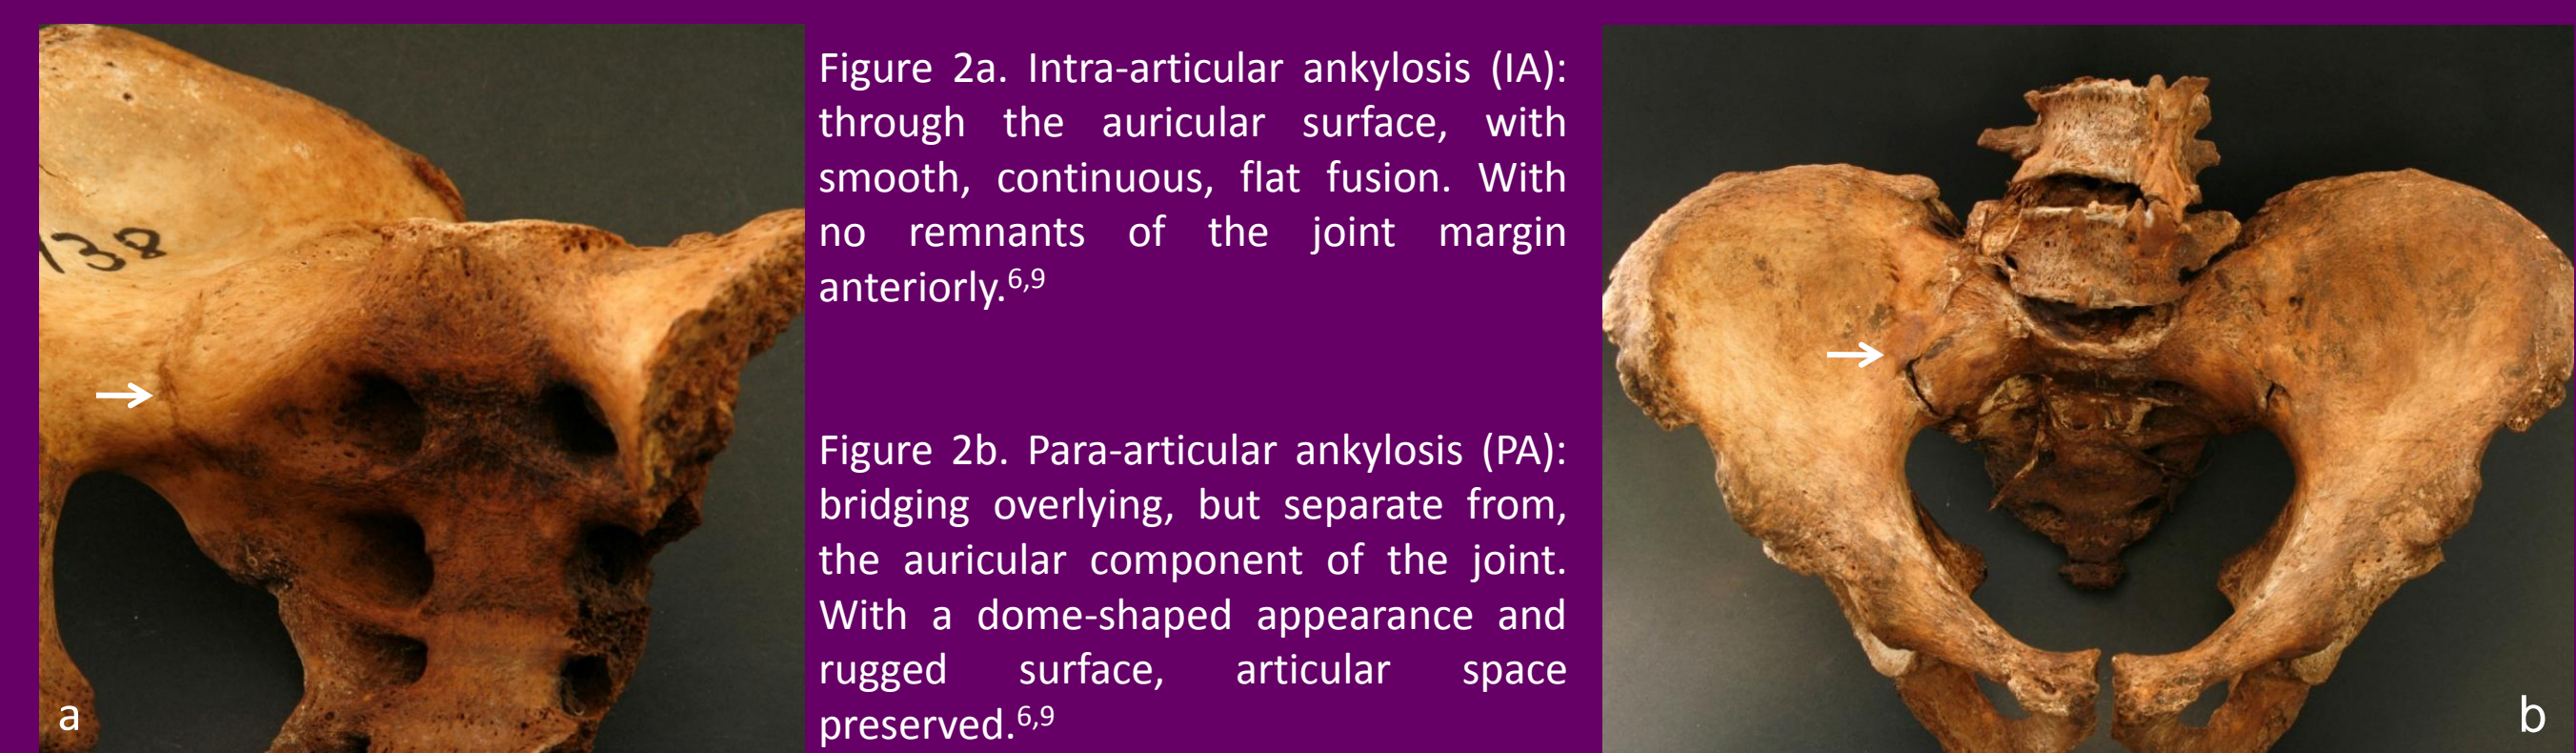 138
a
Figure 2a. Intra-articular ankylosis (IA):
through the auricular surface, with
smooth, continuous, flat fusion. With
no remnants of the joint margin
anteriorly.6,9
Figure 2b. Para-articular ankylosis (PA):
bridging overlying, but separate from,
the auricular component of the joint.
With a dome-shaped appearance and
rugged surface, articular space
preserved.6,9
b